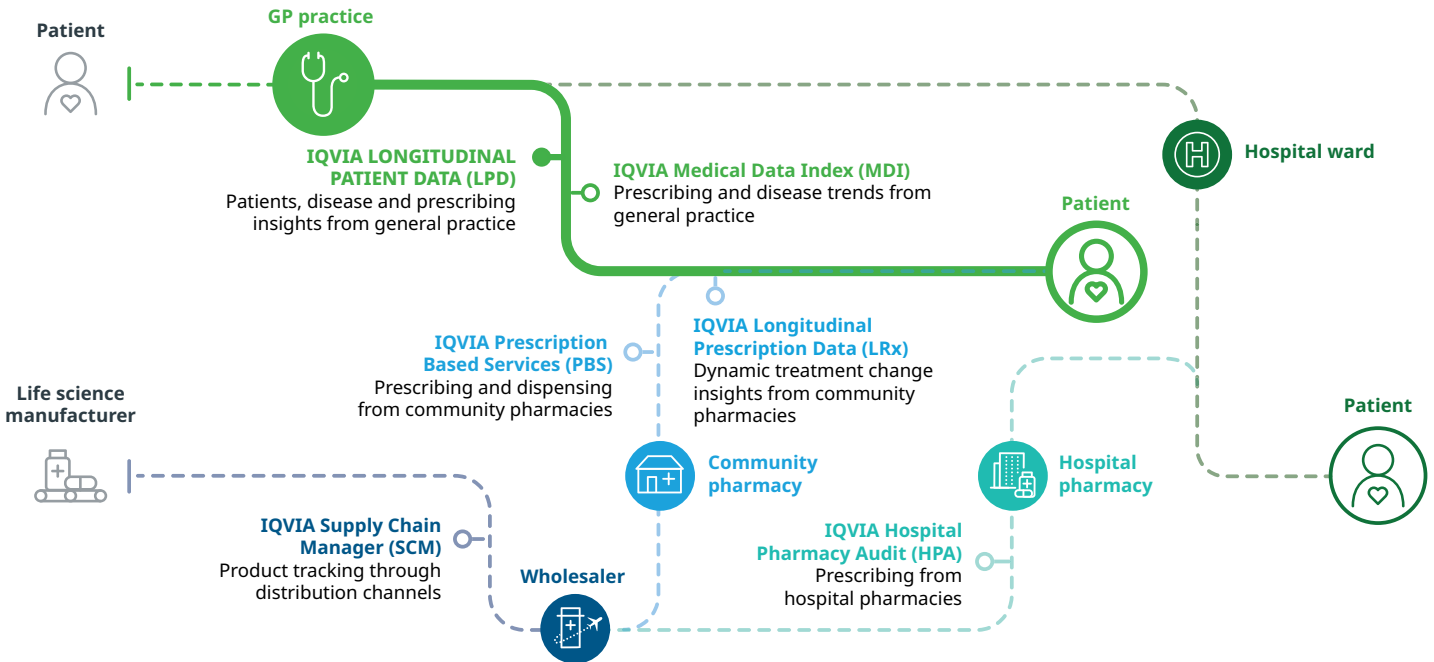 Patient
GP practice
IQVIA LONGITUDINAL
PATIENT DATA (LPD)
Patients, disease and prescribing
insights from general practice
IQVIA Medical Data Index (MDI)
Prescribing and disease trends from
general practice
H
Hospital ward
Patient
IQVIA Prescription
Based Services (PBS)
Prescribing and dispensing
from community pharmacies
IQVIA Longitudinal
Prescription Data (LRx)
Dynamic treatment change
insights from community
pharmacies
Life science
manufacturer
Patient
Community
pharmacy
Hospital
pharmacy
IQVIA Supply Chain
Manager (SCM)
Product tracking through
distribution channels
Wholesaler
IQVIA Hospital
Pharmacy Audit (HPA)
Prescribing from
hospital pharmacies